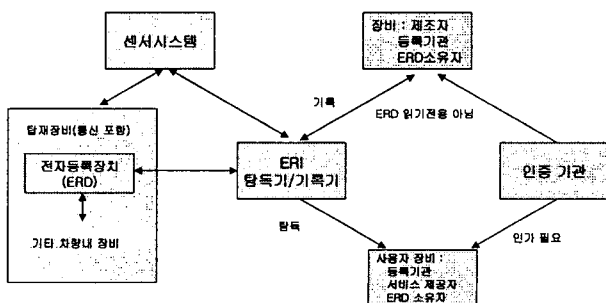 센서시스템
장비 : 제조자
등록기관
ERD소유자
기록
ERD 읽기전용 아님
탑재장비(통신 포함)
전자등록장치
(ERD)
ERI
탐독기/기록기
인증 기관
기타 차량내 장비
탐독
인가 필요
사용자 장비 :
등록기관
서비스 제공자
ERD 소유자